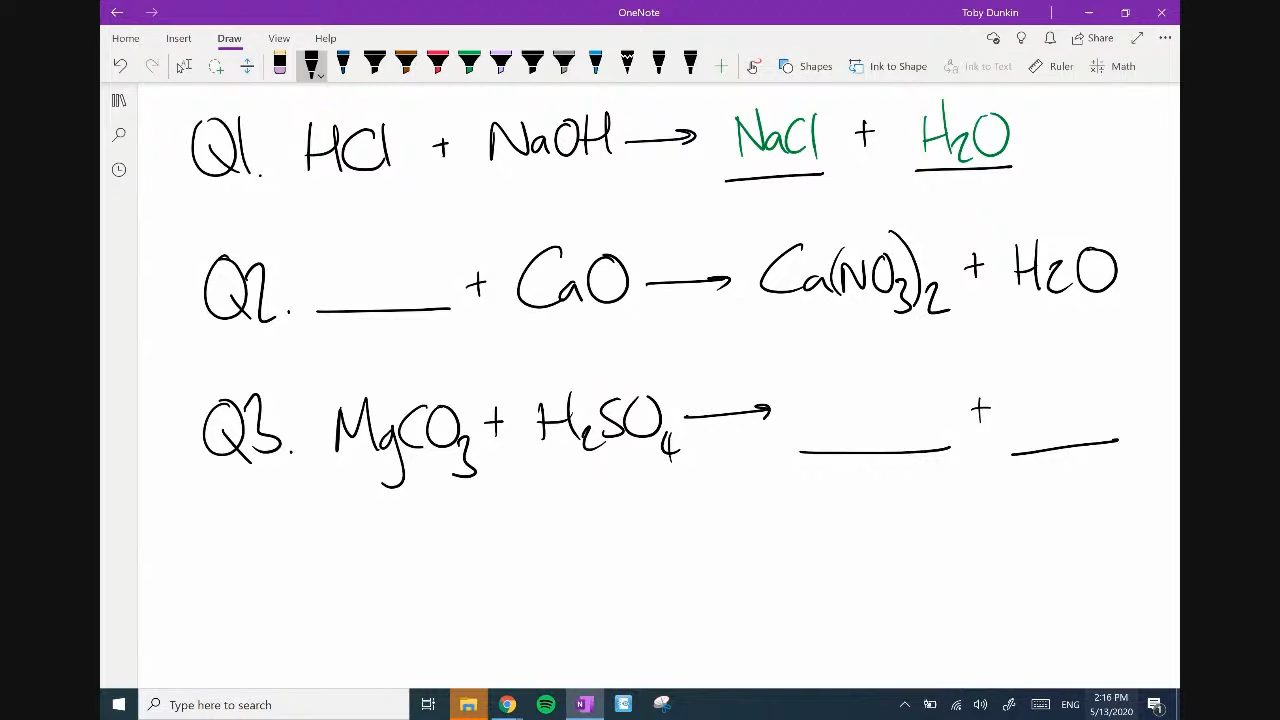 OneNote
Toby Dunkin
Home Insert Draw View Help
Share
Shapes Ink to Shape Ink to Text Ruler Math
Q1. HCl + NaOH → NaCl + H2O
Q2. ____ + CaO → Ca(NO3)2 + H2O
Q3. MgCO3 + H2SO4 → ____ + ____
Type here to search
ENG
2:16 PM
5/13/2020
1